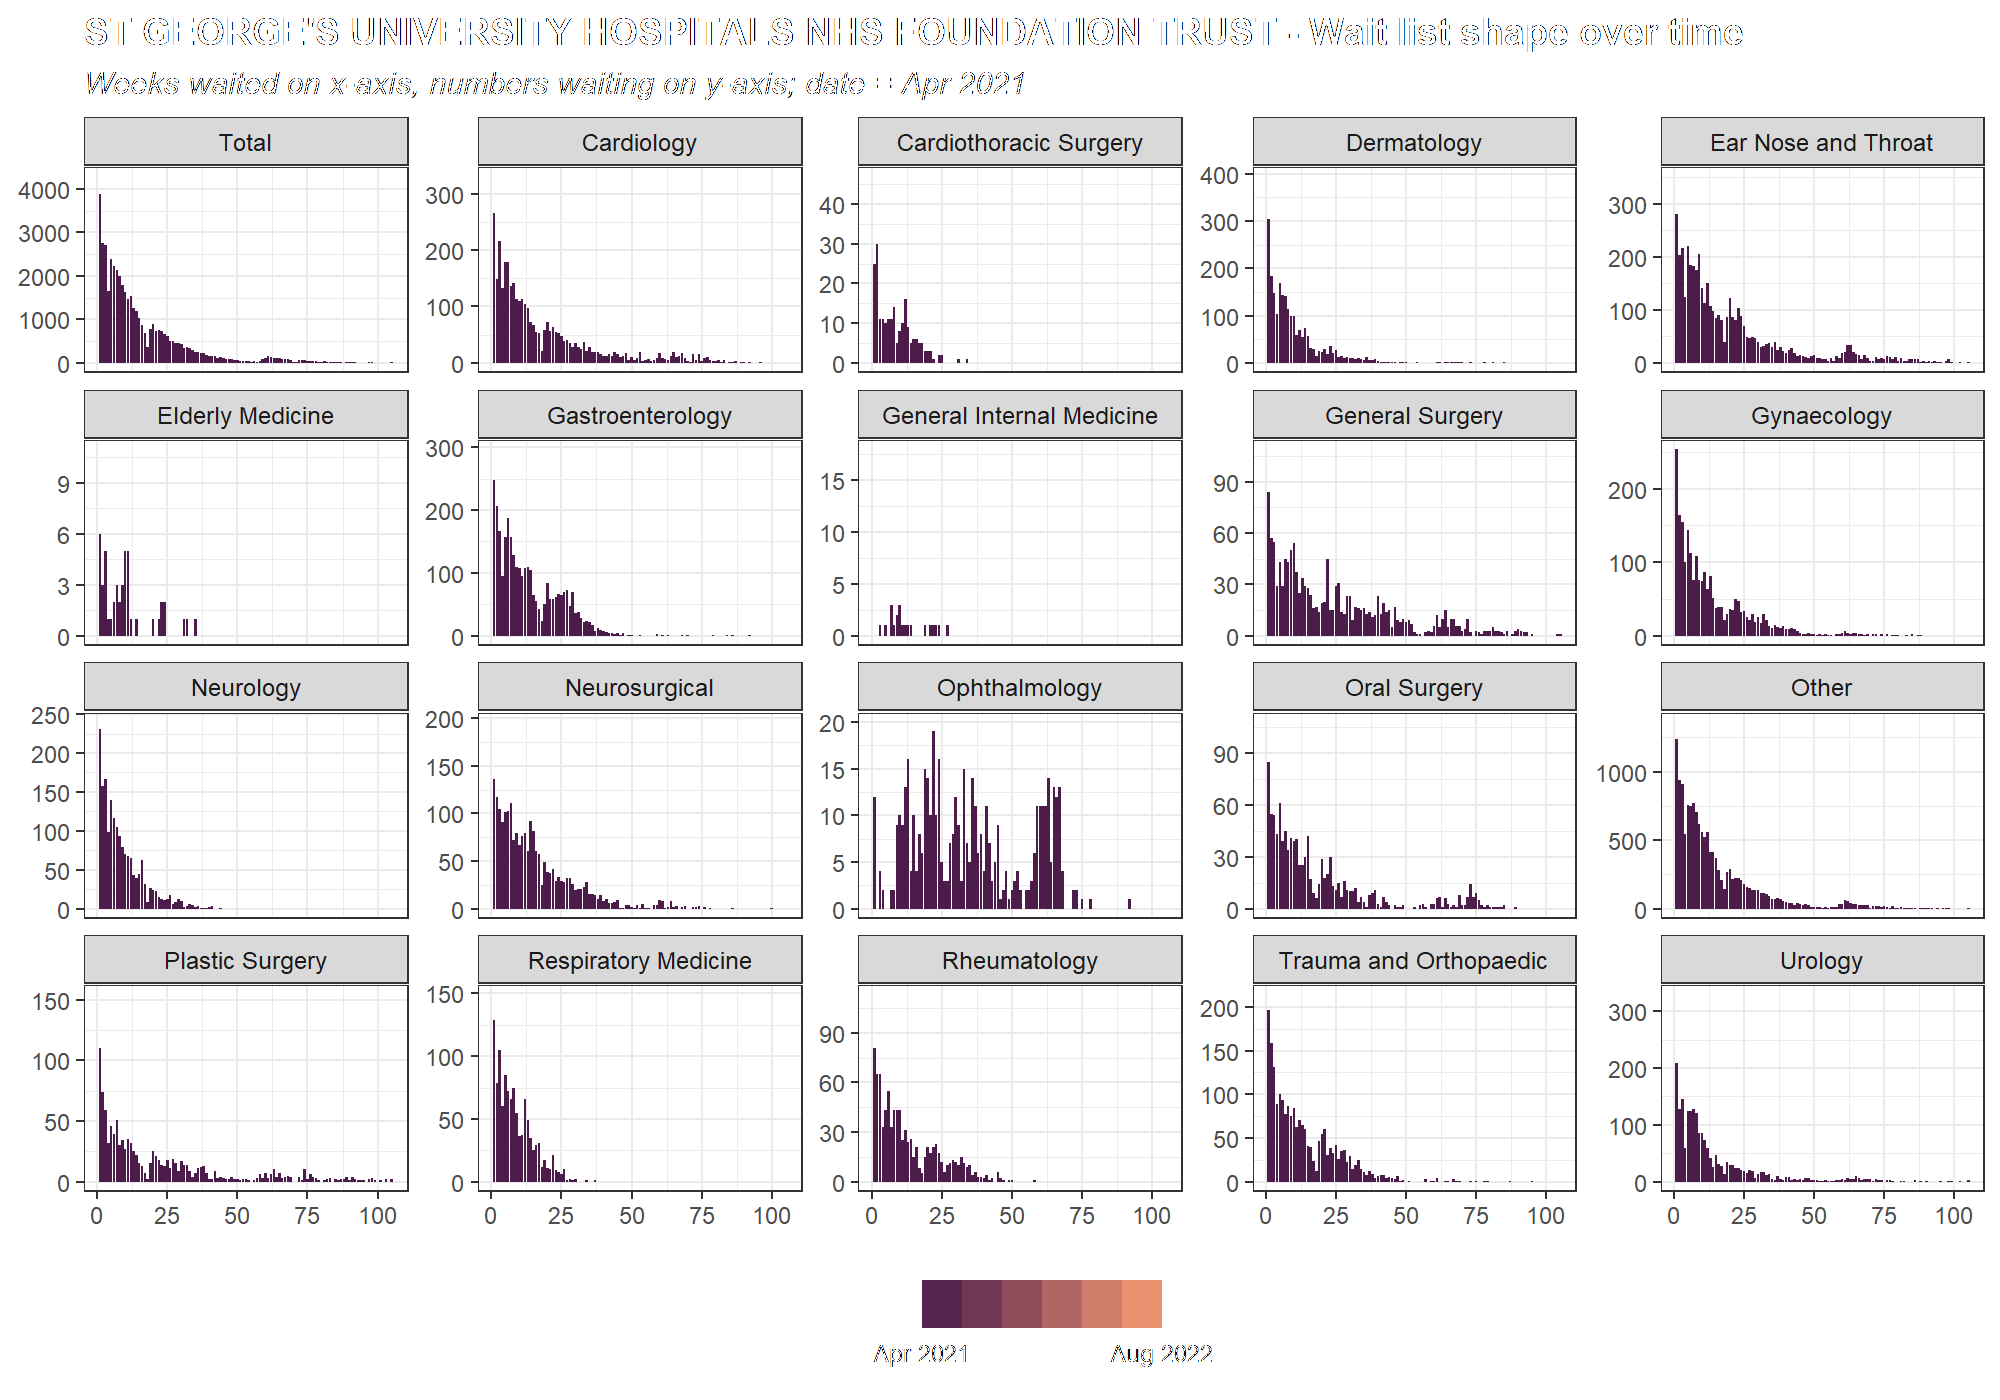 ST GEORGE'S UNIVERSITY HOSPITALS NHS FOUNDATION TRUST - Wait list shape over time
Weeks waited on x-axis, numbers waiting on y-axis; date = Apr 2021
Total
Cardiology
Cardiothoracic Surgery
Dermatology
Ear Nose and Throat
4000
3000
2000
1000
0
300
200
100
0
40
30
20
10
0
400
300
200
100
0
300
200
100
0
Elderly Medicine
Gastroenterology
General Internal Medicine
General Surgery
Gynaecology
9
6
3
0
300
200
100
0
15
10
5
0
90
60
30
0
200
100
0
Neurology
Neurosurgical
Ophthalmology
Oral Surgery
Other
250
200
150
100
50
0
200
150
100
50
0
20
15
10
5
0
90
60
30
0
1000
500
0
Plastic Surgery
Respiratory Medicine
Rheumatology
Trauma and Orthopaedic
Urology
150
100
50
0
150
100
50
0
90
60
30
0
200
150
100
50
0
300
200
100
0
0 25 50 75 100
0 25 50 75 100
0 25 50 75 100
0 25 50 75 100
0 25 50 75 100
Apr 2021
Aug 2022